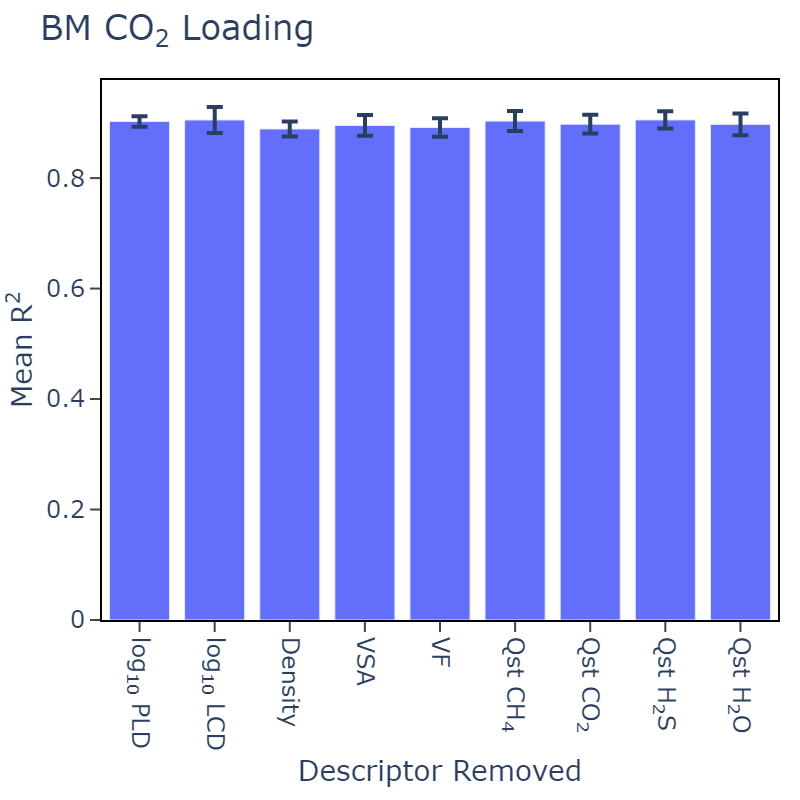 BM CO₂ Loading
Mean R²
0.8
0.6
0.4
0.2
0
log₁₀ PLD
log₁₀ LCD
Density
VSA
VF
Qst CH₄
Qst CO₂
Qst H₂S
Qst H₂O
Descriptor Removed